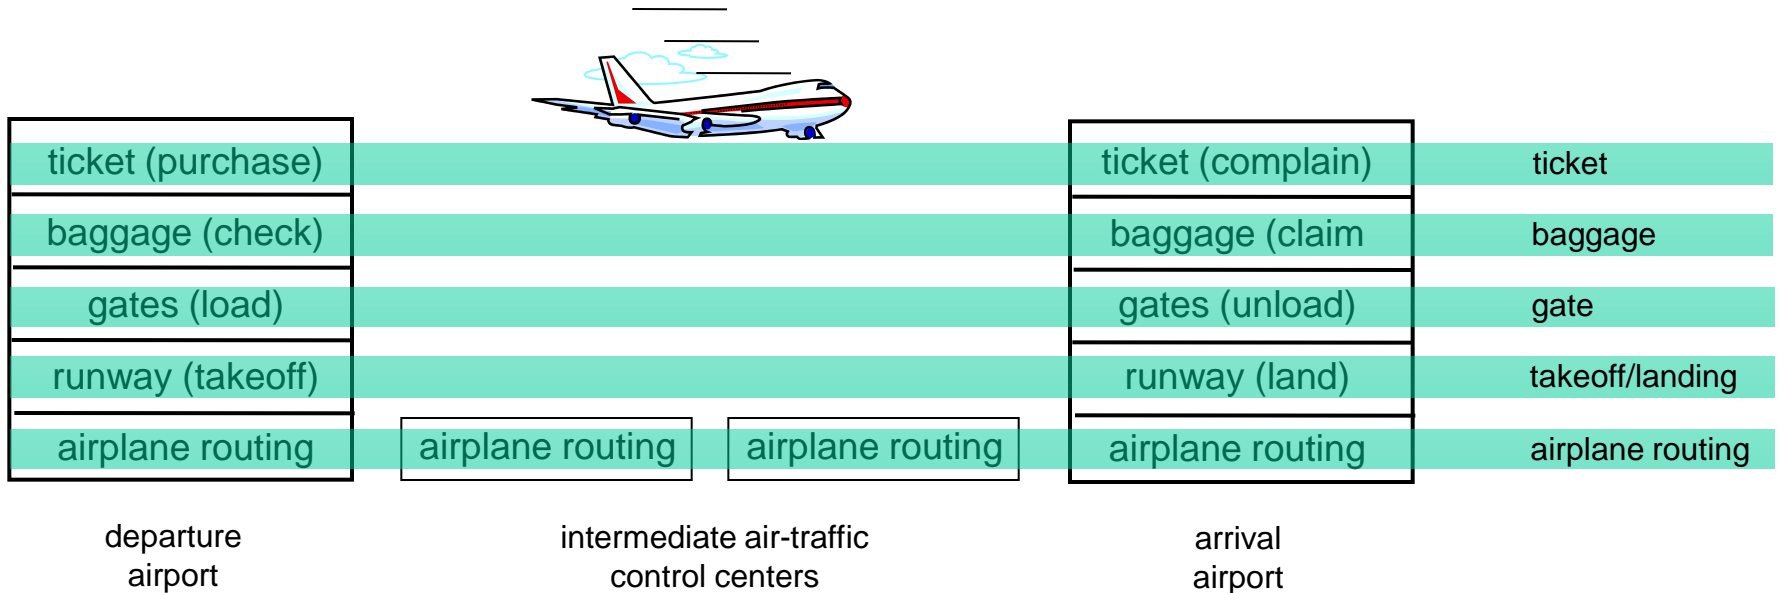 ticket (purchase)
ticket (complain)
ticket
baggage (check)
baggage (claim
baggage
gates (load)
gates (unload)
gate
runway (takeoff)
runway (land)
takeoff/landing
airplane routing
airplane routing
airplane routing
airplane routing
airplane routing
departure
airport
intermediate air-traffic
control centers
arrival
airport